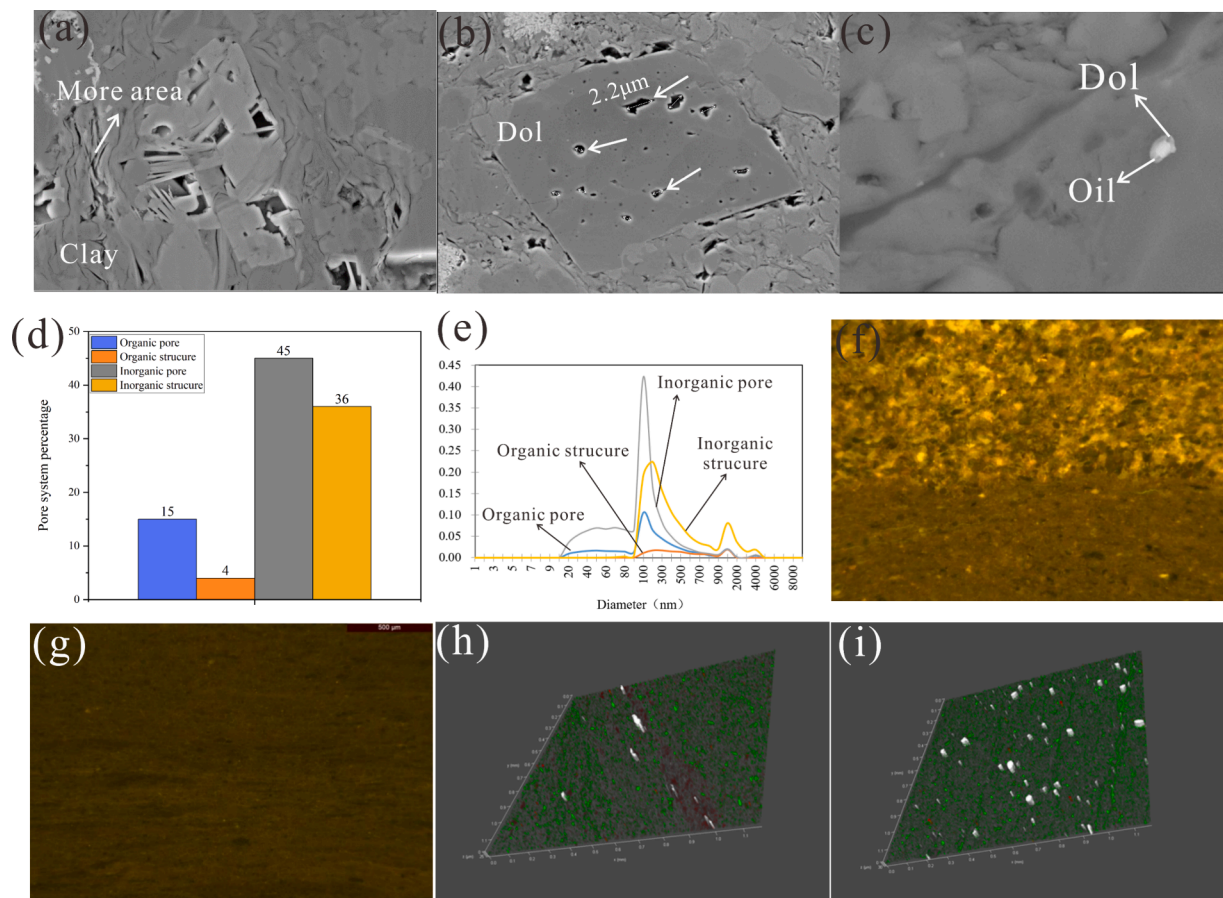 (a)
More area
Clay
(b)
2.2μm
Dol
(c)
Dol
Oil
(d)
50
40
30
20
10
0
Pore system percentage
Organic pore
Organic strucure
Inorganic pore
Inorganic strucure
15
4
45
36
(e)
0.45
0.40
0.35
0.30
0.25
0.20
0.15
0.10
0.05
0.00
Inorganic pore
Organic strucure
Inorganic
strucure
Organic pore
1
3
5
7
9
20
40
60
80
100
300
500
700
900
2000
4000
6000
8000
Diameter（nm）
(f)
(g)
500 μm
(h)
(i)